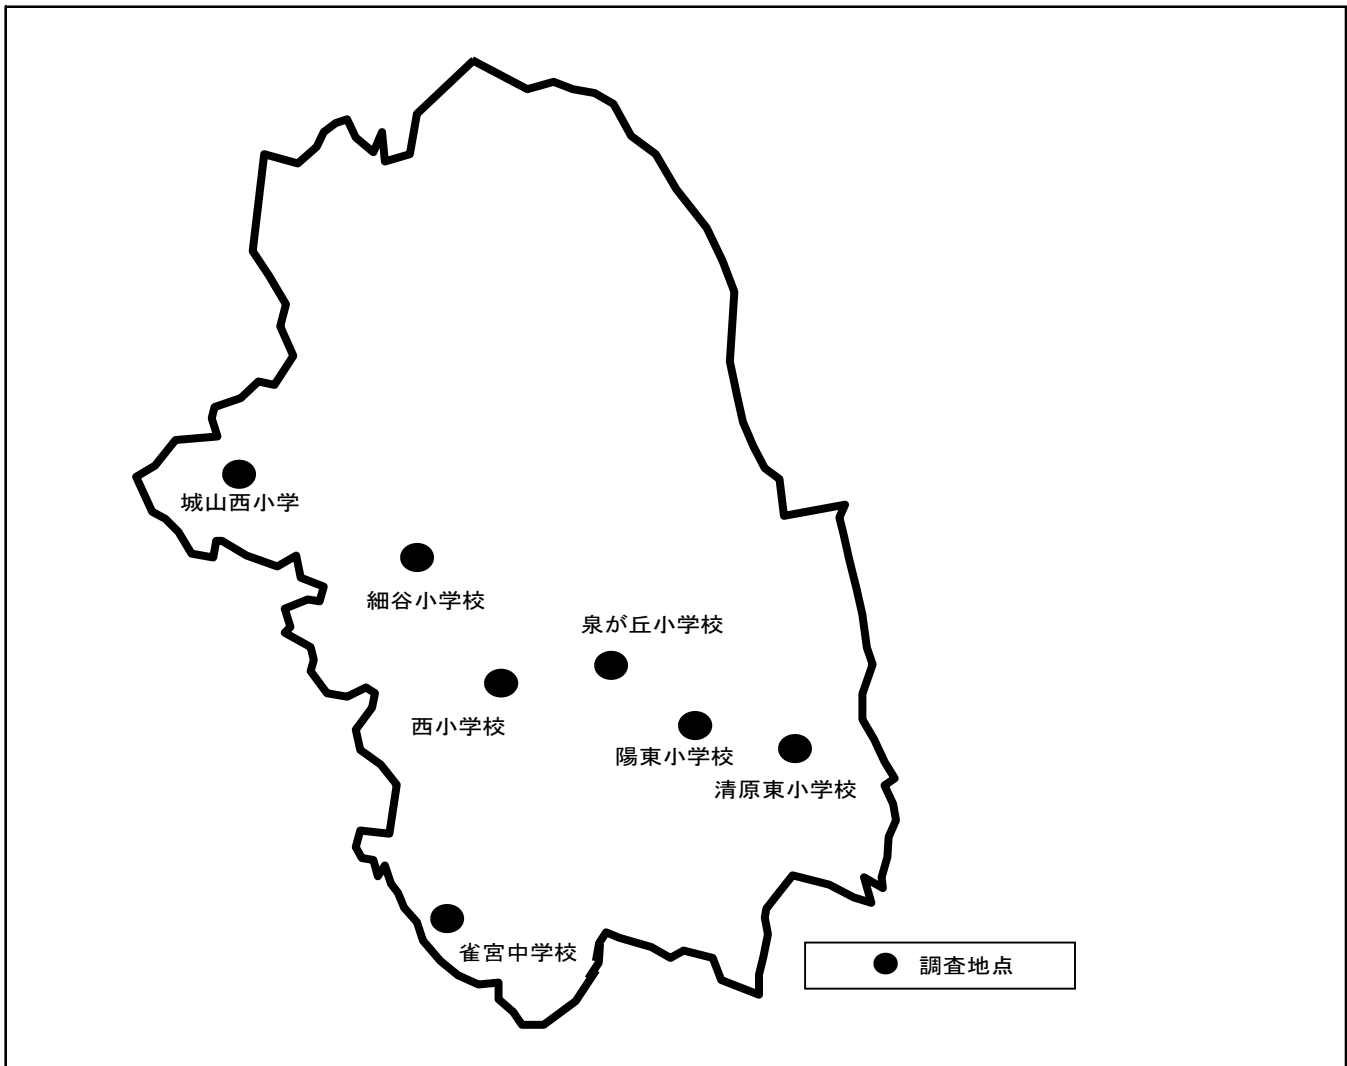 城山西小学
細谷小学校
泉が丘小学校
西小学校
陽東小学校
清原東小学校
雀宮中学校
調査地点